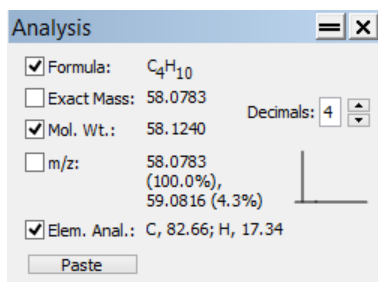 Analysis
Formula: C4H10
Exact Mass: 58.0783
Decimals: 4
Mol. Wt.: 58.1240
m/z: 58.0783
(100.0%),
59.0816 (4.3%)
Elem. Anal.: C, 82.66; H, 17.34
Paste